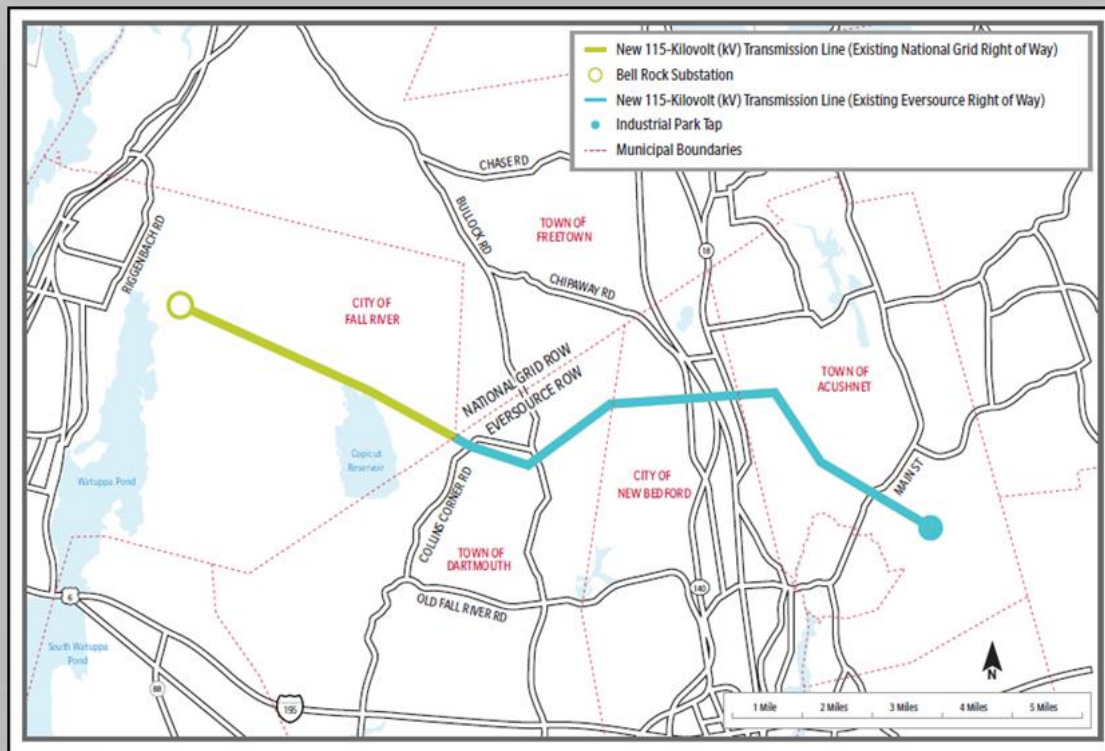 New 115-Kilovolt (kV) Transmission Line (Existing National Grid Right of Way)
Bell Rock Substation
New 115-Kilovolt (kV) Transmission Line (Existing Eversource Right of Way)
Industrial Park Tap
Municipal Boundaries
CHASE RD
BULLOCK RD
TOWN OF
FREETOWN
18
RIGGENBACH RD
CHIPAWAY RD
CITY OF
FALL RIVER
NATIONAL GRID ROW
EVERSOURCE ROW
TOWN OF
ACUSHNET
Copicut
Reservoir
Watuppa Pond
COLLINS CORNER RD
CITY OF
NEW BEDFORD
MAIN ST
TOWN OF
DARTMOUTH
OLD FALL RIVER RD
140
6
South Watuppa
Pond
88
195
N
1 Mile
2 Miles
3 Miles
4 Miles
5 Miles